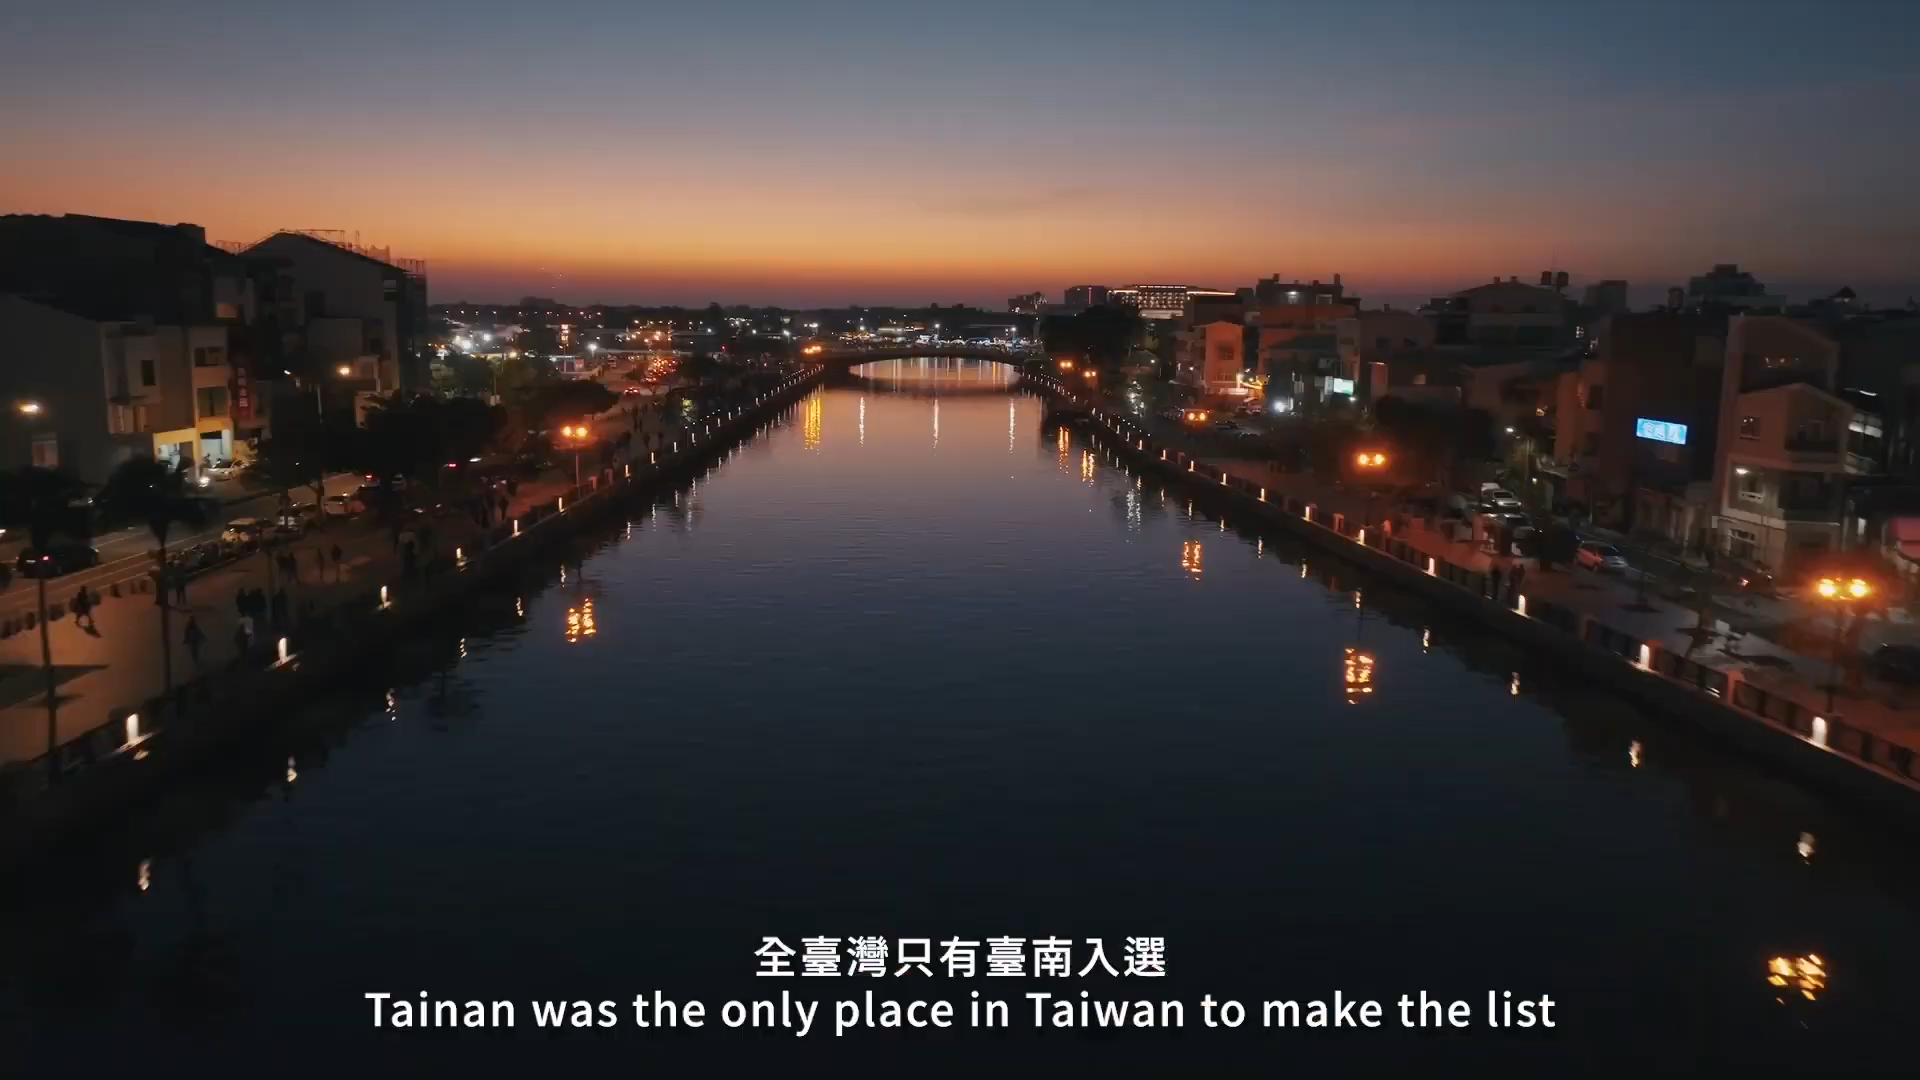 全臺灣只有臺南入選
Tainan was the only place in Taiwan to make the list